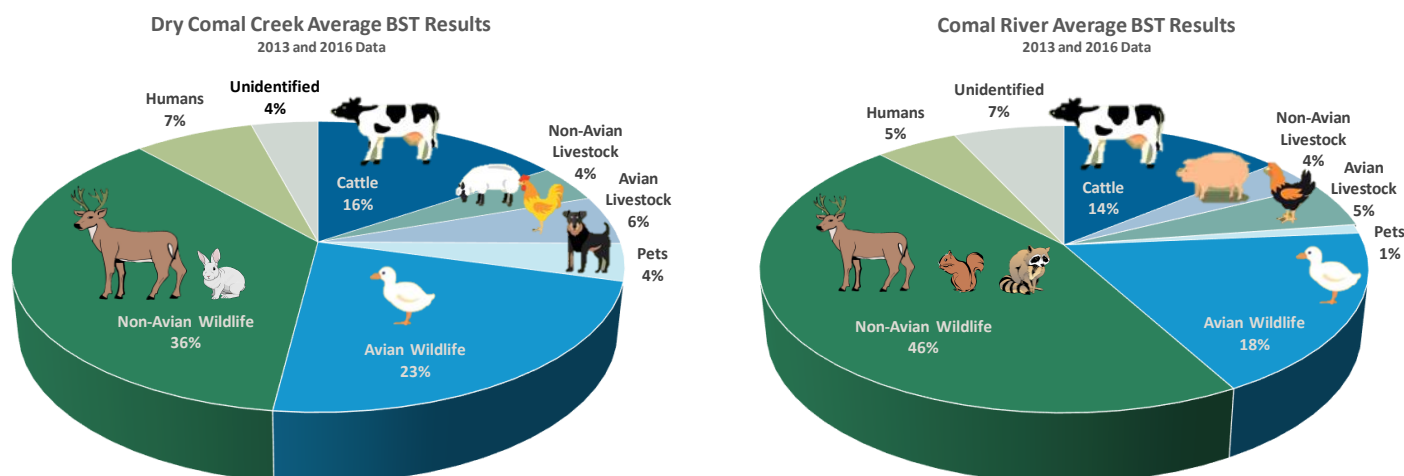 Dry Comal Creek Average BST Results
2013 and 2016 Data
Unidentified
4%
Humans
7%
Cattle
16%
Non-Avian
Livestock
4%
Avian
Livestock
6%
Pets
4%
Avian Wildlife
23%
Non-Avian Wildlife
36%
Comal River Average BST Results
2013 and 2016 Data
Unidentified
7%
Humans
5%
Cattle
14%
Non-Avian
Livestock
4%
Avian
Livestock
5%
Pets
1%
Avian Wildlife
18%
Non-Avian Wildlife
46%